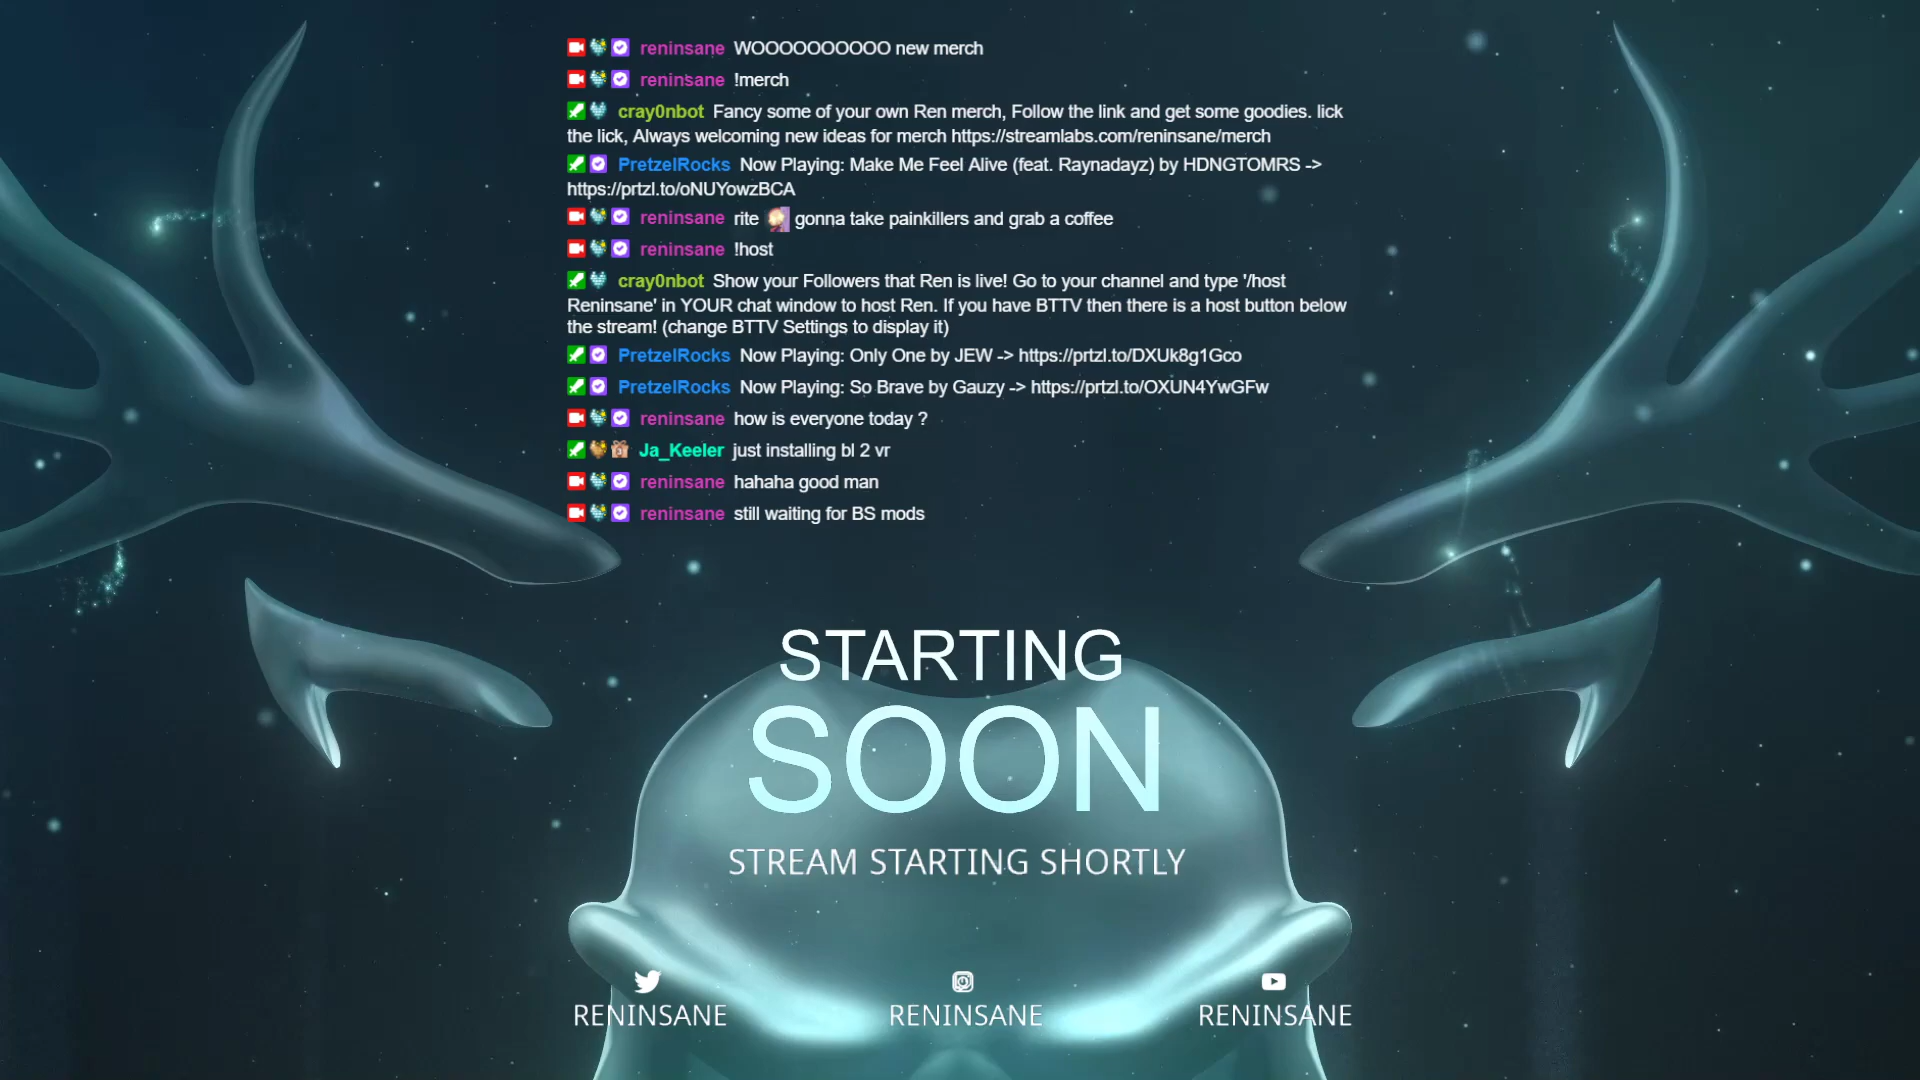 reninsane WOOOOOOOOOO new merch
reninsane !merch
cray0nbot Fancy some of your own Ren merch, Follow the link and get some goodies. lick
the lick, Always welcoming new ideas for merch https://streamlabs.com/reninsane/merch
PretzelRocks Now Playing: Make Me Feel Alive (feat. Raynadayz) by HDNGTOMRS ->
https://prtzl.to/oNUYowzBCA
reninsane rite gonna take painkillers and grab a coffee
reninsane !host
cray0nbot Show your Followers that Ren is live! Go to your channel and type '/host
Reninsane' in YOUR chat window to host Ren. If you have BTTV then there is a host button below
the stream! (change BTTV Settings to display it)
PretzelRocks Now Playing: Only One by JEW -> https://prtzl.to/DXUk8g1Gco
PretzelRocks Now Playing: So Brave by Gauzy -> https://prtzl.to/OXUN4YwGFw
reninsane how is everyone today ?
Ja_Keeler just installing bl 2 vr
reninsane hahaha good man
reninsane still waiting for BS mods
STARTING
SOON
STREAM STARTING SHORTLY
RENINSANE RENINSANE RENINSANE